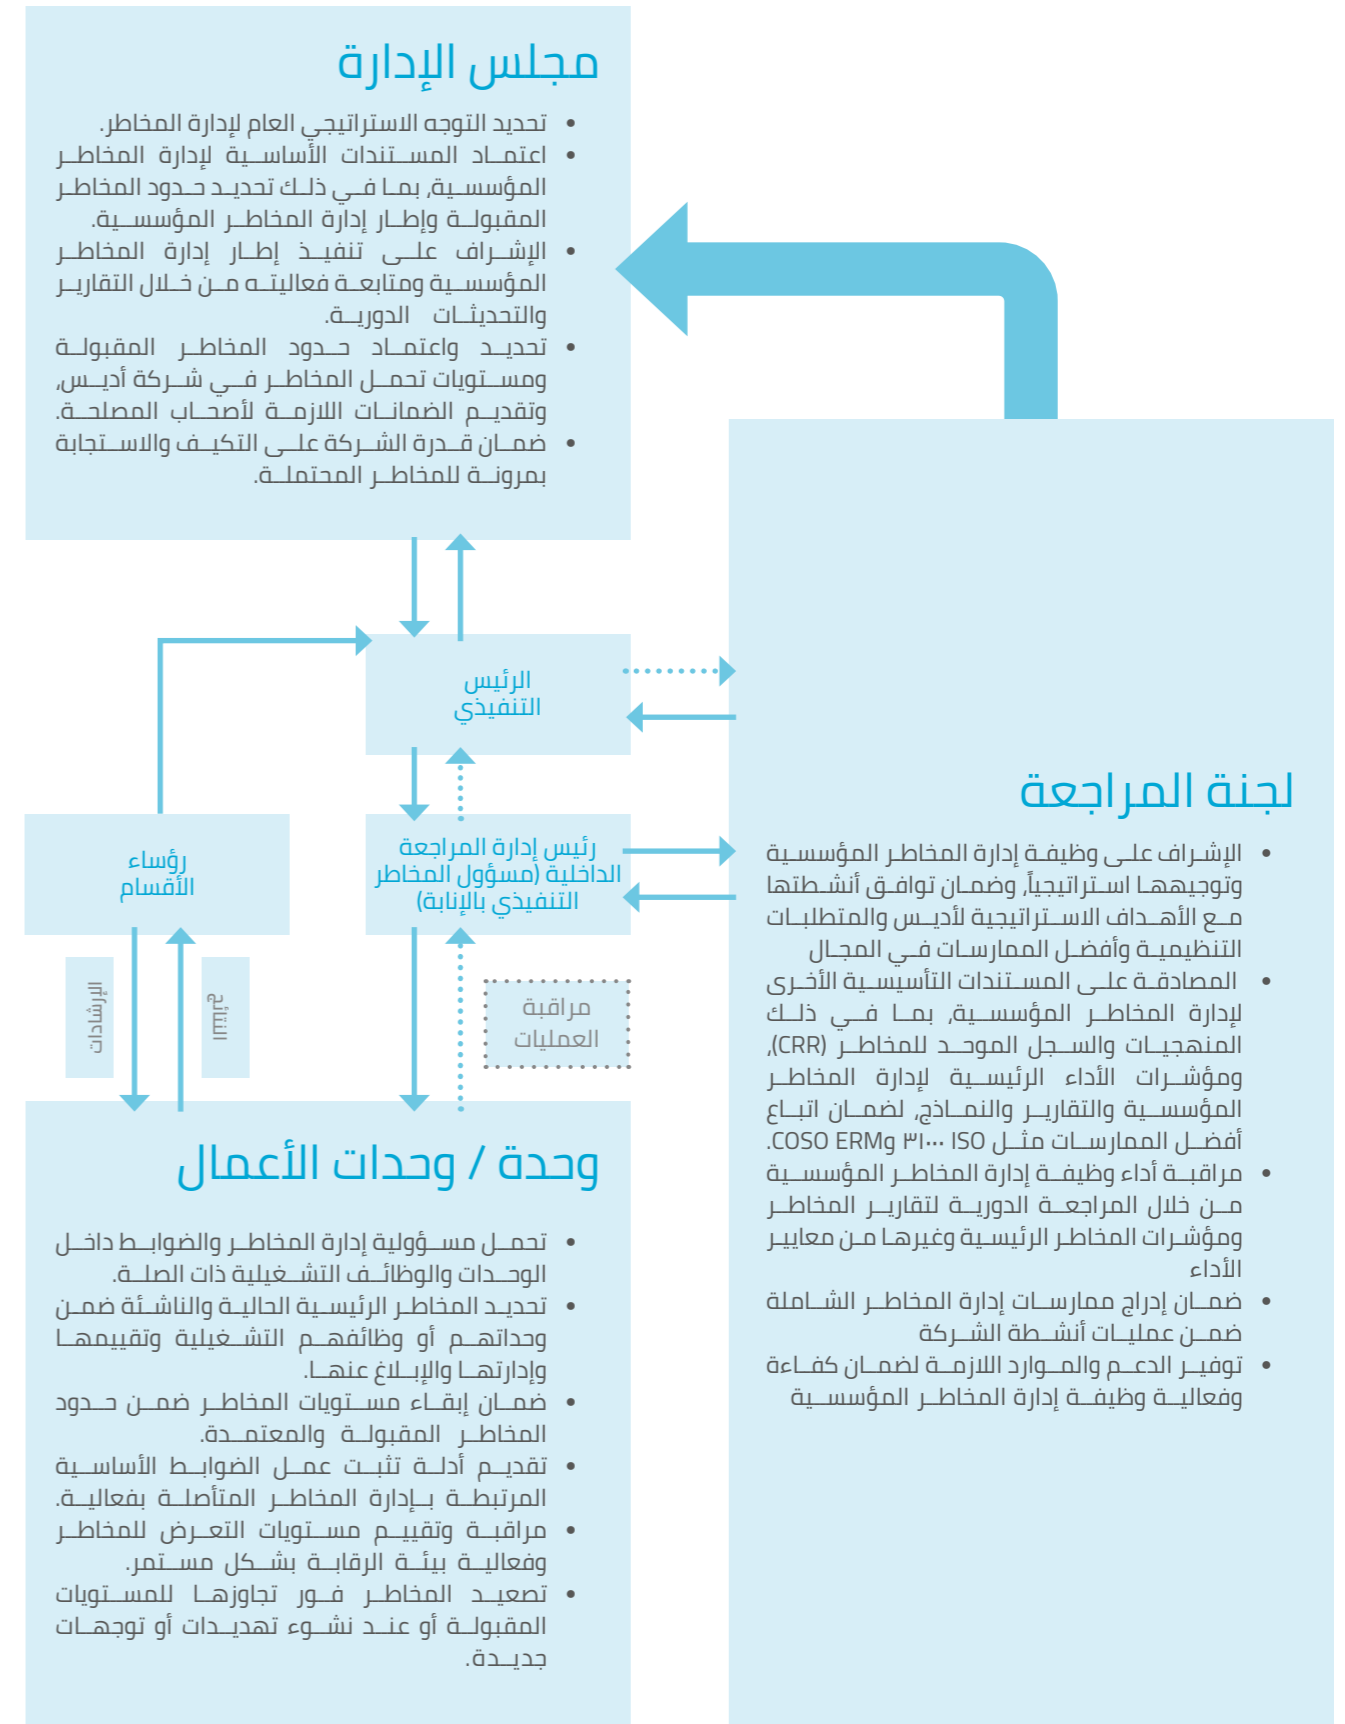 مجلس الإدارة
• تحديد التوجه الاستراتيجي العام لإدارة المخاطر.
• اعتماد المستندات الأساسية لإدارة المخاطر
المؤسسية، بما في ذلك تحديد حدود المخاطر
المقبولة وإطار إدارة المخاطر المؤسسية.
• الإشراف على تنفيذ إطار إدارة المخاطر
المؤسسية ومتابعة فعاليته من خلال التقارير
والتحديثات الدورية.
• تحديد واعتماد حدود المخاطر المقبولة
ومستويات تحمل المخاطر في شركة أديس،
وتقديم الضمانات اللازمة لأصحاب المصلحة.
• ضمان قدرة الشركة على التكيف والاستجابة
بمرونة للمخاطر المحتملة.
الرئيس
التنفيذي
رئيس إدارة المراجعة
الداخلية (مسؤول المخاطر
التنفيذي بالإنابة)
رؤساء
الأقسام
الإرشادات
النتائج
مراقبة
العمليات
لجنة المراجعة
• الإشراف على وظيفة إدارة المخاطر المؤسسية
وتوجيهها استراتيجياً، وضمان توافق أنشطتها
مع الأهداف الاستراتيجية لأديس والمتطلبات
التنظيمية وأفضل الممارسات في المجال
• المصادقة على المستندات التأسيسية الأخرى
لإدارة المخاطر المؤسسية، بما في ذلك
المنهجيات والسجل الموحد للمخاطر (CRR)،
ومؤشرات الأداء الرئيسية لإدارة المخاطر
المؤسسية والتقارير والنماذج، لضمان اتباع
أفضل الممارسات مثل ISO ٣١٠٠٠ وCOSO ERM.
• مراقبة أداء وظيفة إدارة المخاطر المؤسسية
من خلال المراجعة الدورية لتقارير المخاطر
ومؤشرات المخاطر الرئيسية وغيرها من معايير
الأداء
• ضمان إدراج ممارسات إدارة المخاطر الشاملة
ضمن عمليات أنشطة الشركة
• توفير الدعم والموارد اللازمة لضمان كفاءة
وفعالية وظيفة إدارة المخاطر المؤسسية
وحدة / وحدات الأعمال
• تحمل مسؤولية إدارة المخاطر والضوابط داخل
الوحدات والوظائف التشغيلية ذات الصلة.
• تحديد المخاطر الرئيسية الحالية والناشئة ضمن
وحداتهم أو وظائفهم التشغيلية وتقييمها
وإدارتها والإبلاغ عنها.
• ضمان إبقاء مستويات المخاطر ضمن حدود
المخاطر المقبولة والمعتمدة.
• تقديم أدلة تثبت عمل الضوابط الأساسية
المرتبطة بإدارة المخاطر المتأصلة بفعالية.
• مراقبة وتقييم مستويات التعرض للمخاطر
وفعالية بيئة الرقابة بشكل مستمر.
• تصعيد المخاطر فور تجاوزها للمستويات
المقبولة أو عند نشوء تهديدات أو توجهات
جديدة.